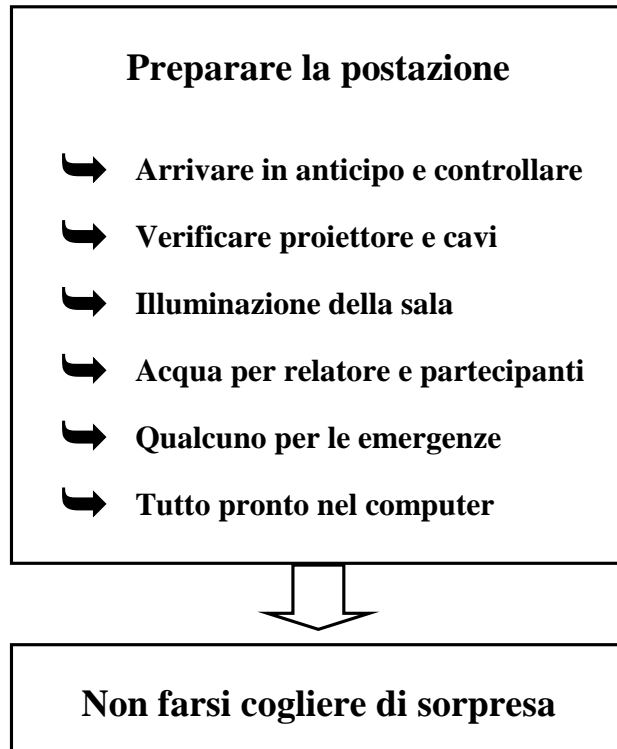 Preparare la postazione
Arrivare in anticipo e controllare
Verificare proiettore e cavi
Illuminazione della sala
Acqua per relatore e partecipanti
Qualcuno per le emergenze
Tutto pronto nel computer
Non farsi cogliere di sorpresa